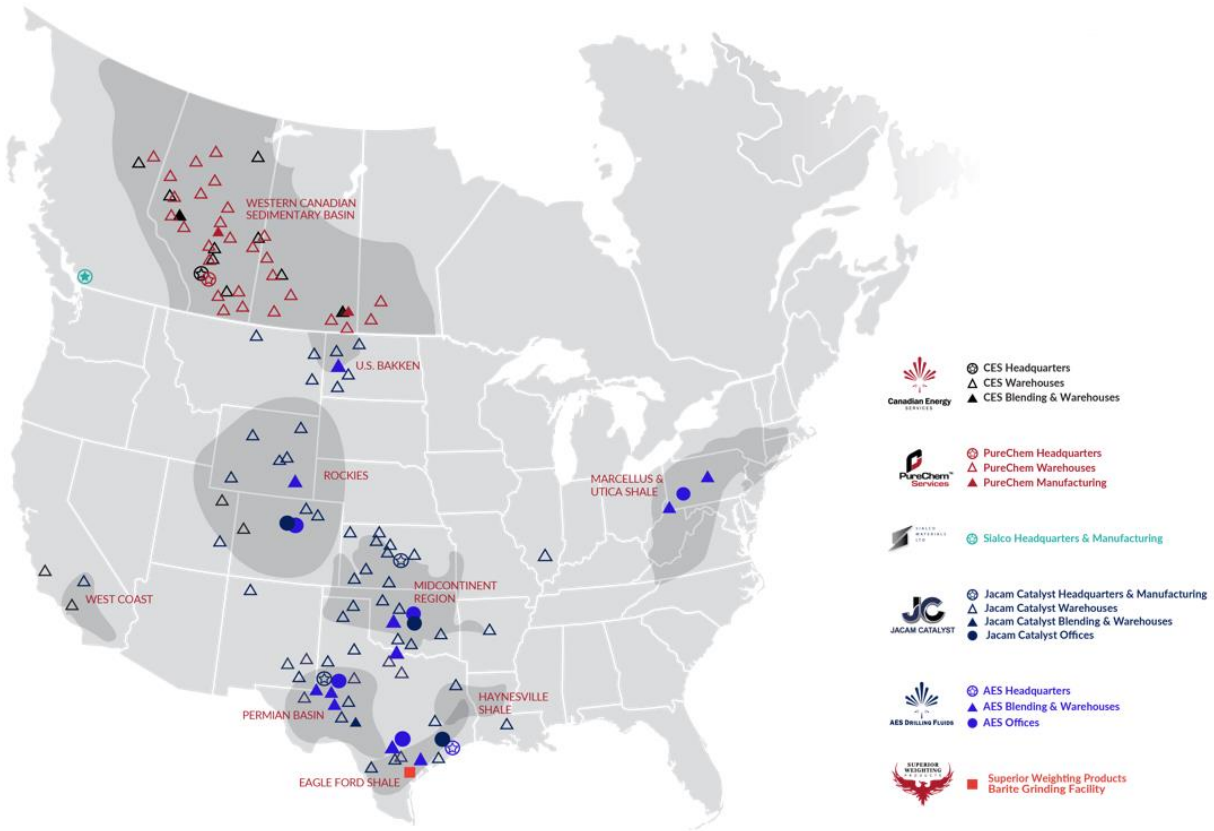 WESTERN CANADIAN
SEDIMENTARY BASIN
U.S. BAKKEN
ROCKIES
MARCELLUS &
UTICA SHALE
WEST COAST
MIDCONTINENT
REGION
HAYNESVILLE
SHALE
PERMIAN BASIN
EAGLE FORD SHALE
Canadian Energy
SERVICES
CES Headquarters
CES Warehouses
CES Blending & Warehouses
PureChem™
Services
PureChem Headquarters
PureChem Warehouses
PureChem Manufacturing
SIALCO
MATERIALS
LTD
Sialco Headquarters & Manufacturing
JC
JACAM CATALYST
Jacam Catalyst Headquarters & Manufacturing
Jacam Catalyst Warehouses
Jacam Catalyst Blending & Warehouses
Jacam Catalyst Offices
AES DRILLING FLUIDS
AES Headquarters
AES Blending & Warehouses
AES Offices
SUPERIOR
WEIGHTING
PRODUCTS
Superior Weighting Products
Barite Grinding Facility